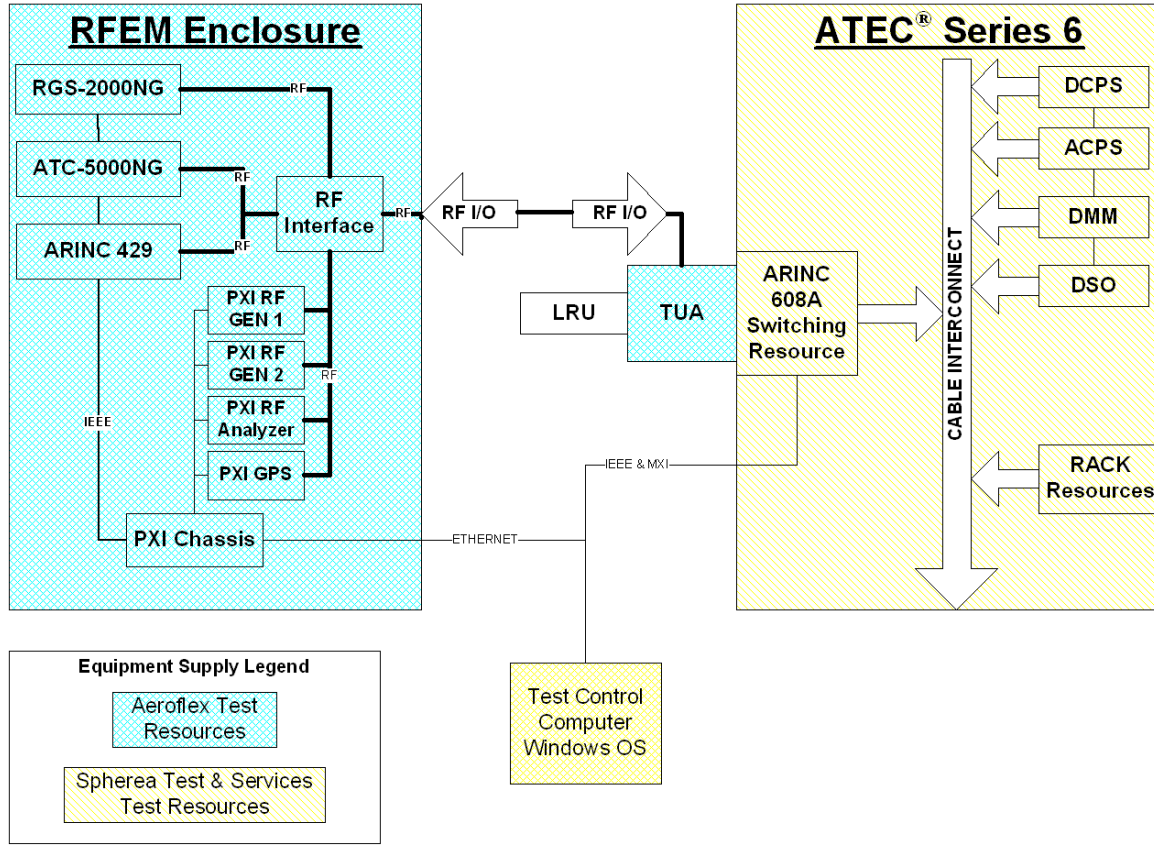 RFEM Enclosure
RGS-2000NG
RF
ATC-5000NG
RF
RF
Interface
RF
ARINC 429
RF
PXI RF
GEN 1
PXI RF
GEN 2
RF
PXI RF
Analyzer
IEEE
PXI GPS
PXI Chassis
RF I/O
RF I/O
LRU
TUA
ARINC
608A
Switching
Resource
IEEE & MXI
ETHERNET
ATEC® Series 6
DCPS
ACPS
DMM
DSO
CABLE INTERCONNECT
RACK
Resources
Equipment Supply Legend
Aeroflex Test
Resources
Spherea Test & Services
Test Resources
Test Control
Computer
Windows OS